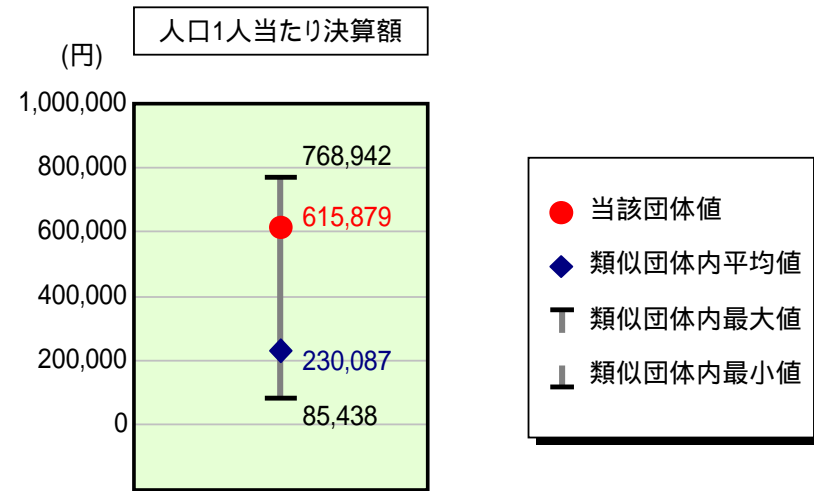 人口1人当たり決算額
(円)
1,000,000
800,000
600,000
400,000
200,000
0
768,942
615,879
230,087
85,438
当該団体値
類似団体内平均値
類似団体内最大値
類似団体内最小値